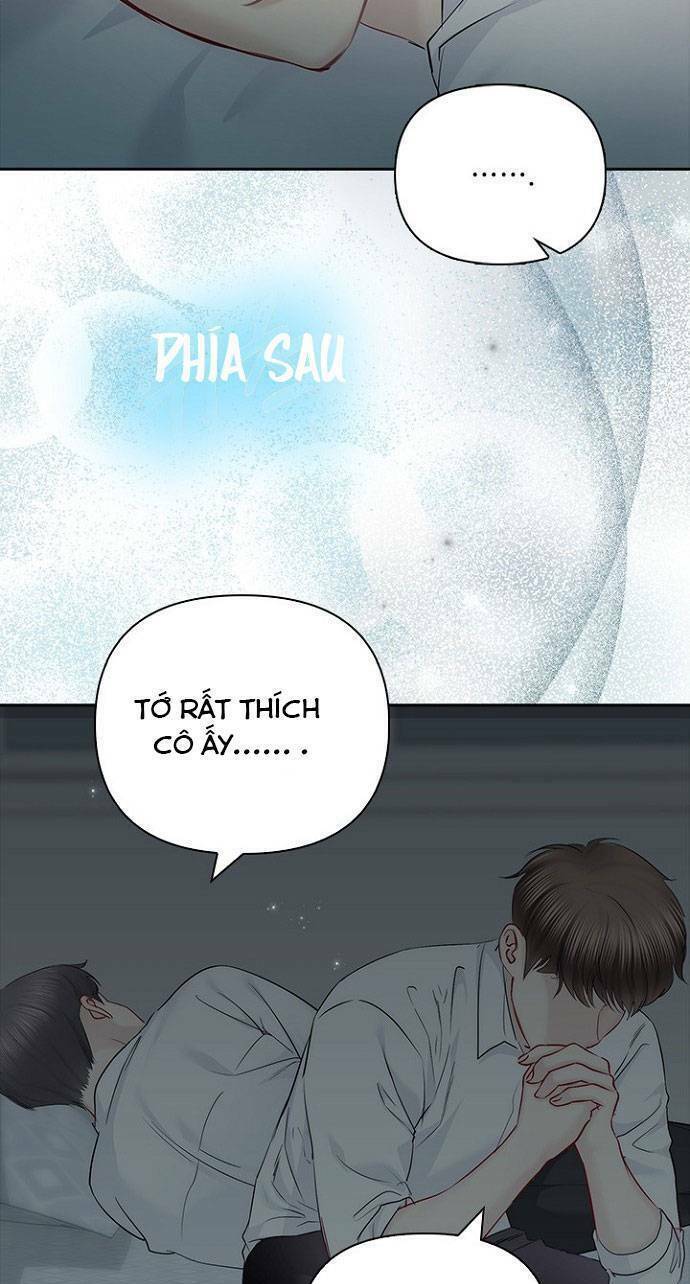 .......
PHÍA SAU
TỚ RẤT THÍCH
CÔ ẤY...... .